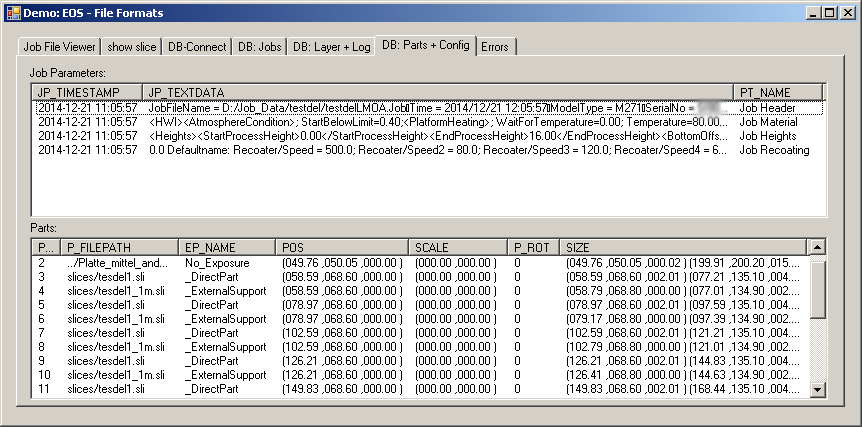 Demo: EOS - File Formats
Job File Viewer show slice DB-Connect DB: Jobs DB: Layer + Log DB: Parts + Config Errors
Job Parameters:
JP_TIMESTAMP JP_TEXTDATA PT_NAME
2014-12-21 11:05:57 JobFileName = D:/Job_Data/testdel/testdelLMOA.Job▯Time = 2014/12/21 12:05:57▯ModelType = M271▯SerialNo = Job Header
2014-12-21 11:05:57 <HWI><AtmosphereCondition>; StartBelowLimit=0.40;<PlatformHeating>; WaitForTemperature=0.00; Temperature=80.00... Job Material
2014-12-21 11:05:57 <Heights><StartProcessHeight>0.00</StartProcessHeight><EndProcessHeight>16.00</EndProcessHeight><BottomOffs... Job Heights
2014-12-21 11:05:57 0.0 Defaultname: Recoater/Speed = 500.0; Recoater/Speed2 = 80.0; Recoater/Speed3 = 120.0; Recoater/Speed4 = 6... Job Recoating
Parts:
P... P_FILEPATH EP_NAME POS SCALE P_ROT SIZE
2 ../Platte_mittel_and... No_Exposure (049.76 ,050.05 ,000.00 ) (000.00 ,000.00 ) 0 (049.76 ,050.05 ,000.02 ) (199.91 ,200.20 ,015....
3 slices/tesdel1.sli _DirectPart (058.59 ,068.60 ,000.00 ) (000.00 ,000.00 ) 0 (058.59 ,068.60 ,002.01 ) (077.21 ,135.10 ,004....
4 slices/tesdel1_1m.sli _ExternalSupport (058.79 ,068.80 ,000.00 ) (000.00 ,000.00 ) 0 (058.79 ,068.80 ,000.01 ) (077.01 ,134.90 ,002....
5 slices/tesdel1.sli _DirectPart (078.97 ,068.60 ,000.00 ) (000.00 ,000.00 ) 0 (078.97 ,068.60 ,002.01 ) (097.59 ,135.10 ,004....
6 slices/tesdel1_1m.sli _ExternalSupport (079.17 ,068.80 ,000.00 ) (000.00 ,000.00 ) 0 (079.17 ,068.80 ,000.01 ) (097.39 ,134.90 ,002....
7 slices/tesdel1.sli _DirectPart (102.59 ,068.60 ,000.00 ) (000.00 ,000.00 ) 0 (102.59 ,068.60 ,002.01 ) (121.21 ,135.10 ,004....
8 slices/tesdel1_1m.sli _ExternalSupport (102.79 ,068.80 ,000.00 ) (000.00 ,000.00 ) 0 (102.79 ,068.80 ,000.01 ) (121.01 ,134.90 ,002....
9 slices/tesdel1.sli _DirectPart (126.21 ,068.60 ,000.00 ) (000.00 ,000.00 ) 0 (126.21 ,068.60 ,002.01 ) (144.83 ,135.10 ,004....
10 slices/tesdel1_1m.sli _ExternalSupport (126.41 ,068.80 ,000.00 ) (000.00 ,000.00 ) 0 (126.41 ,068.80 ,000.01 ) (144.63 ,134.90 ,002....
11 slices/tesdel1.sli _DirectPart (149.83 ,068.60 ,000.00 ) (000.00 ,000.00 ) 0 (149.83 ,068.60 ,002.01 ) (168.44 ,135.10 ,004....